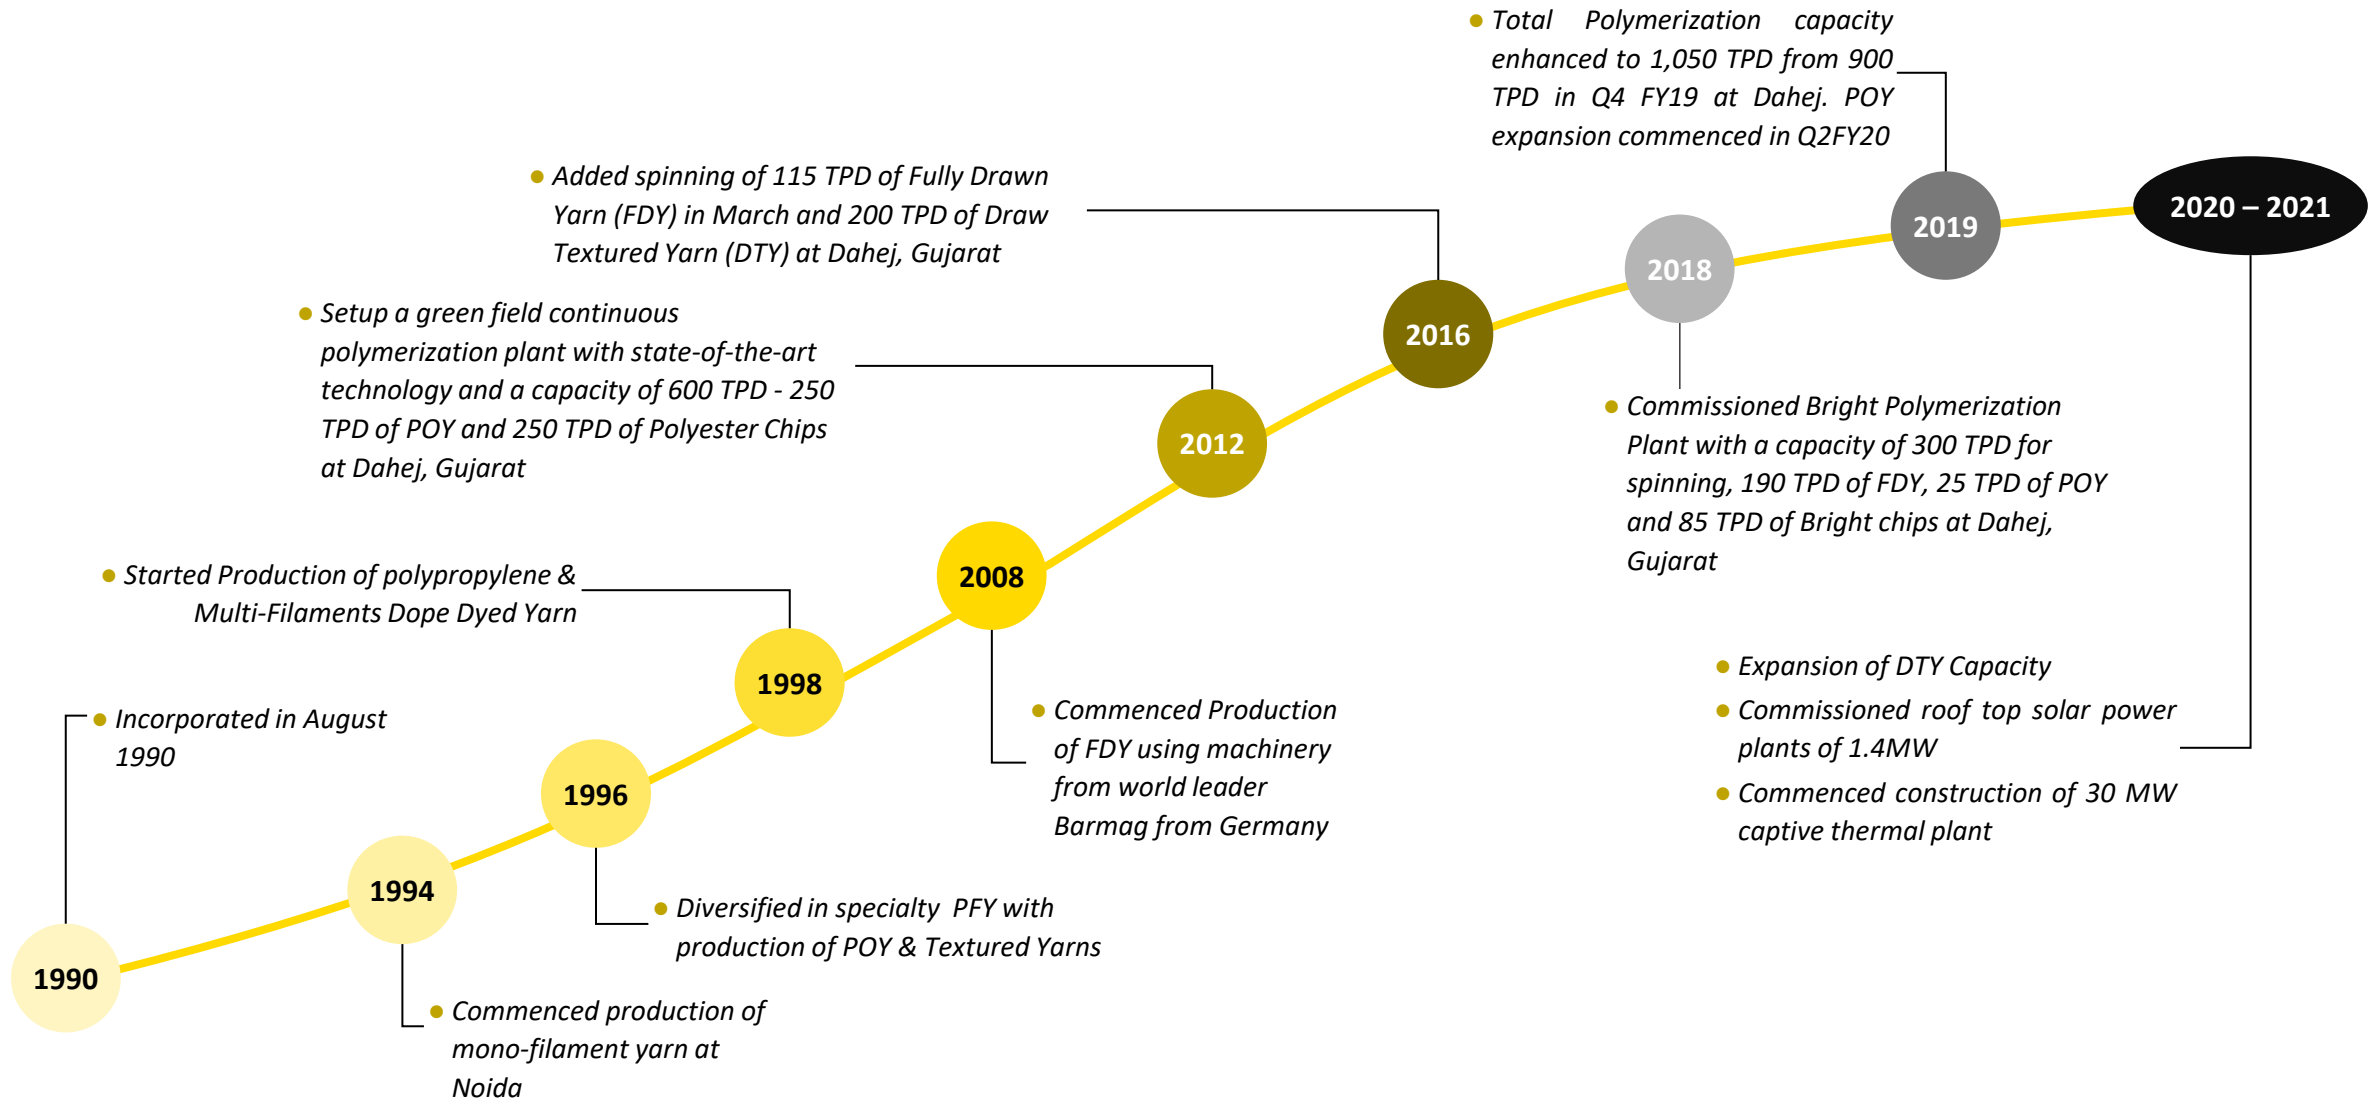 ● Total Polymerization capacity
enhanced to 1,050 TPD from 900
TPD in Q4 FY19 at Dahej. POY
expansion commenced in Q2FY20
● Added spinning of 115 TPD of Fully Drawn
Yarn (FDY) in March and 200 TPD of Draw
Textured Yarn (DTY) at Dahej, Gujarat
● Setup a green field continuous
polymerization plant with state-of-the-art
technology and a capacity of 600 TPD - 250
TPD of POY and 250 TPD of Polyester Chips
at Dahej, Gujarat
● Started Production of polypropylene &
Multi-Filaments Dope Dyed Yarn
● Incorporated in August
1990
1990
1994
1996
1998
2008
2012
2016
2018
2019
2020 – 2021
● Commenced production of
mono-filament yarn at
Noida
● Diversified in specialty PFY with
production of POY & Textured Yarns
● Commenced Production
of FDY using machinery
from world leader
Barmag from Germany
● Commissioned Bright Polymerization
Plant with a capacity of 300 TPD for
spinning, 190 TPD of FDY, 25 TPD of POY
and 85 TPD of Bright chips at Dahej,
Gujarat
● Expansion of DTY Capacity
● Commissioned roof top solar power
plants of 1.4MW
● Commenced construction of 30 MW
captive thermal plant